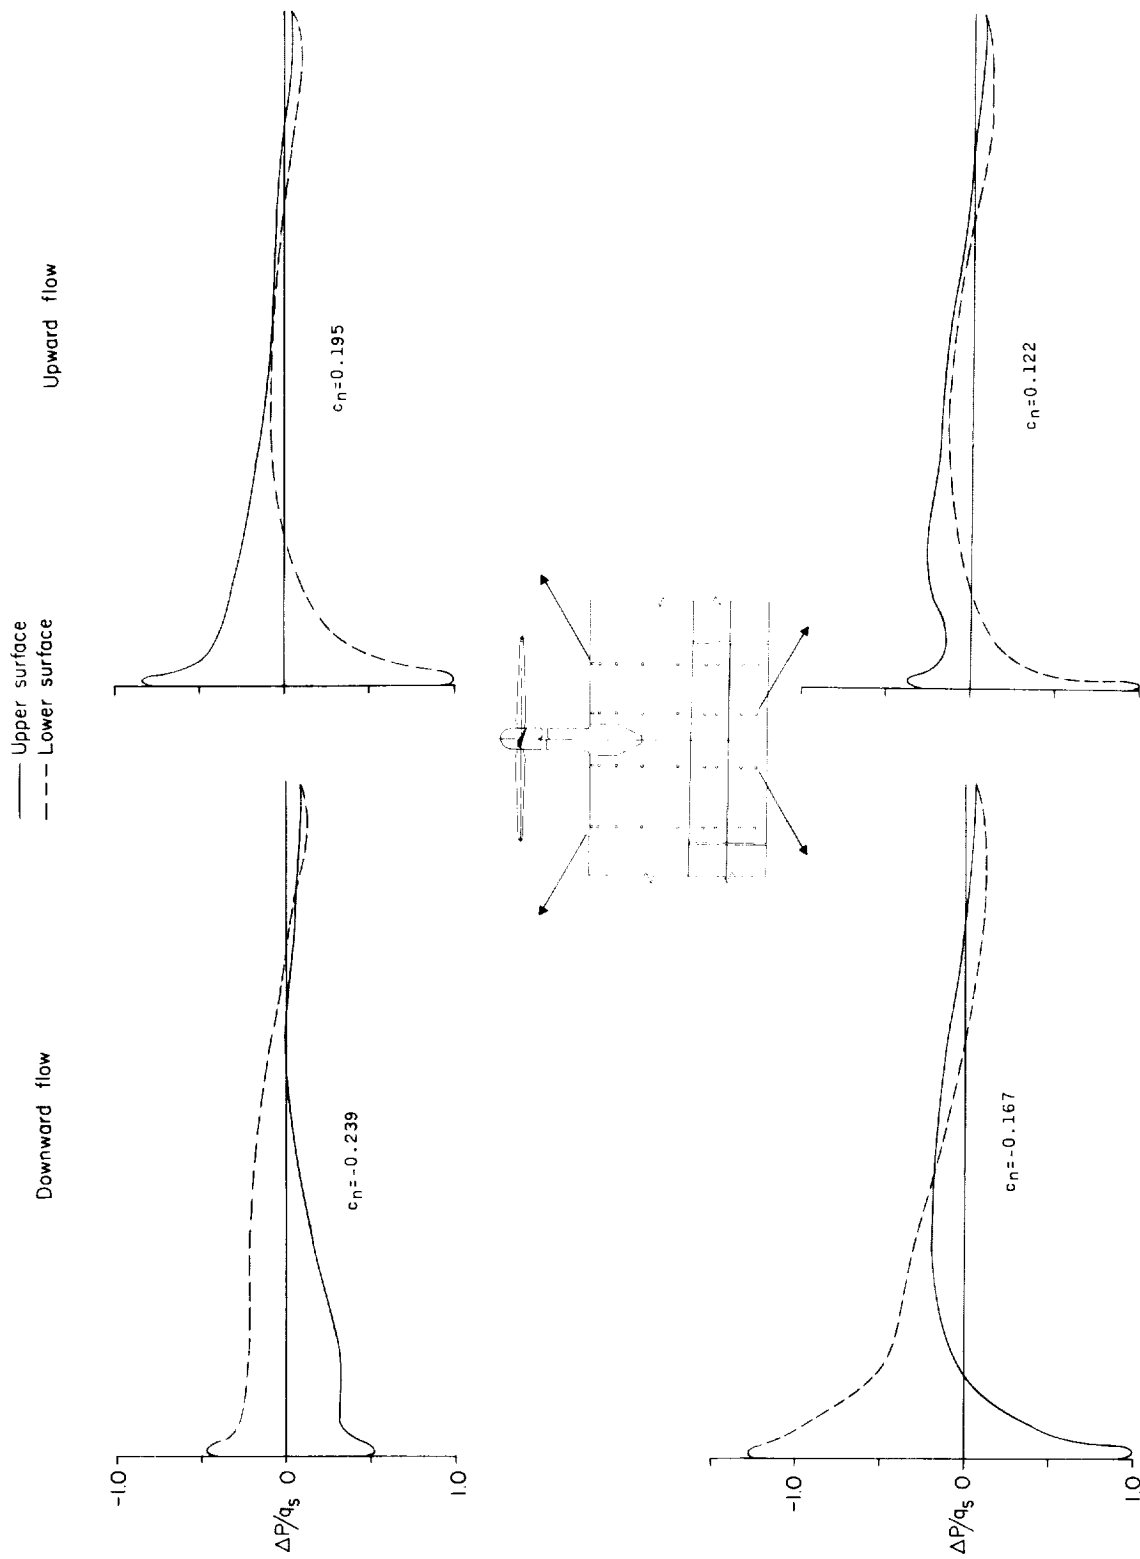 —— Upper surface
--- Lower surface
Downward flow
Upward flow
-1.0
0
1.0
ΔP/qs
cn=-0.239
cn=0.195
-1.0
0
1.0
ΔP/qs
cn=-0.167
cn=0.122